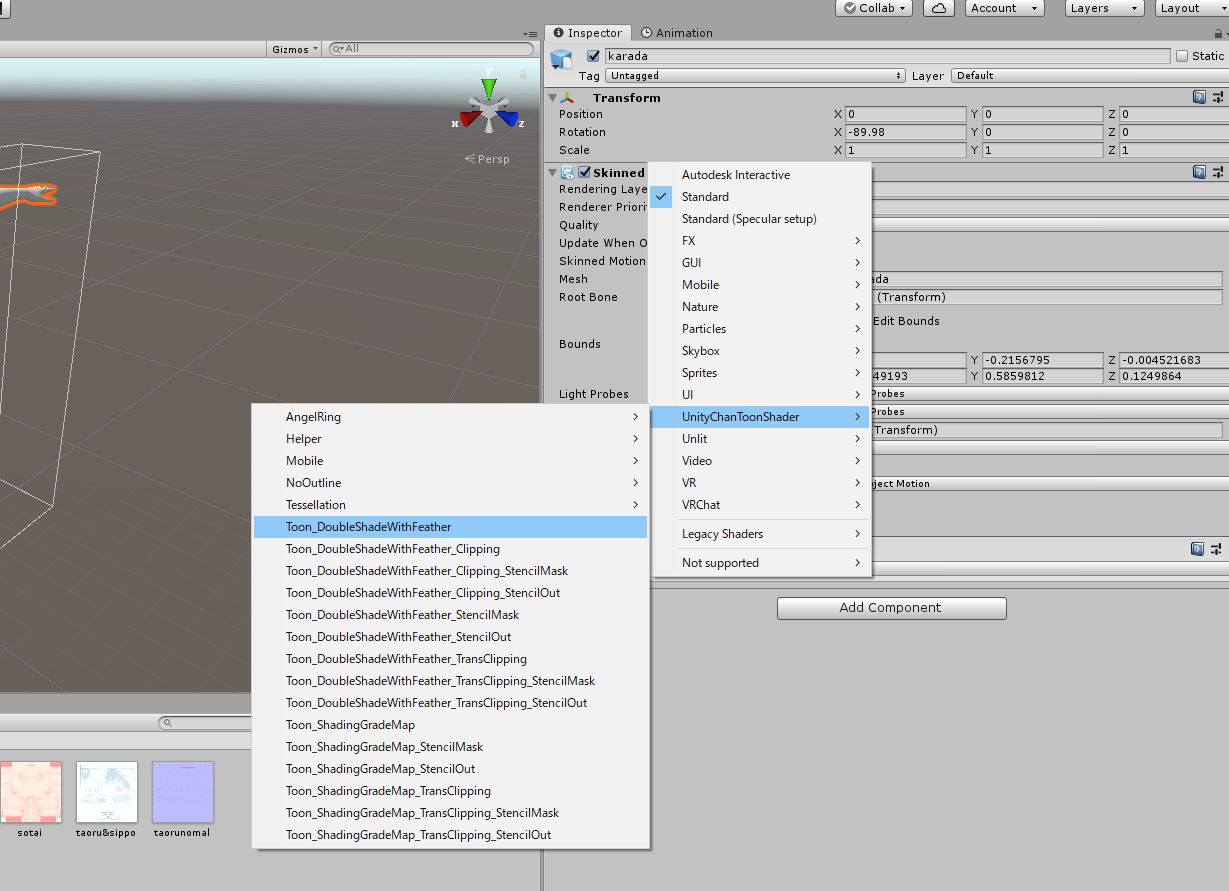 Collab
Account
Layers
Layout
Inspector
Animation
Gizmos
All
karada
Static
Tag
Untagged
Layer
Default
Transform
Position
X 0 Y 0 Z 0
Rotation
X -89.98 Y 0 Z 0
Scale
X 1 Y 1 Z 1
y
x
z
Persp
Skinned
Rendering Laye
Renderer Priori
Quality
Update When O
Skinned Motion
Mesh
ada
Root Bone
(Transform)
Edit Bounds
Bounds
Y -0.2156795 Z -0.004521683
49193 Y 0.5859812 Z 0.1249864
Light Probes
Probes
Probes
Transform)
ject Motion
Add Component
Autodesk Interactive
Standard
Standard (Specular setup)
FX
GUI
Mobile
Nature
Particles
Skybox
Sprites
UI
UnityChanToonShader
Unlit
Video
VR
VRChat
Legacy Shaders
Not supported
AngelRing
Helper
Mobile
NoOutline
Tessellation
Toon_DoubleShadeWithFeather
Toon_DoubleShadeWithFeather_Clipping
Toon_DoubleShadeWithFeather_Clipping_StencilMask
Toon_DoubleShadeWithFeather_Clipping_StencilOut
Toon_DoubleShadeWithFeather_StencilMask
Toon_DoubleShadeWithFeather_StencilOut
Toon_DoubleShadeWithFeather_TransClipping
Toon_DoubleShadeWithFeather_TransClipping_StencilMask
Toon_DoubleShadeWithFeather_TransClipping_StencilOut
Toon_ShadingGradeMap
Toon_ShadingGradeMap_StencilMask
Toon_ShadingGradeMap_StencilOut
Toon_ShadingGradeMap_TransClipping
Toon_ShadingGradeMap_TransClipping_StencilMask
Toon_ShadingGradeMap_TransClipping_StencilOut
sotai
taoru&sippo
taorunomal